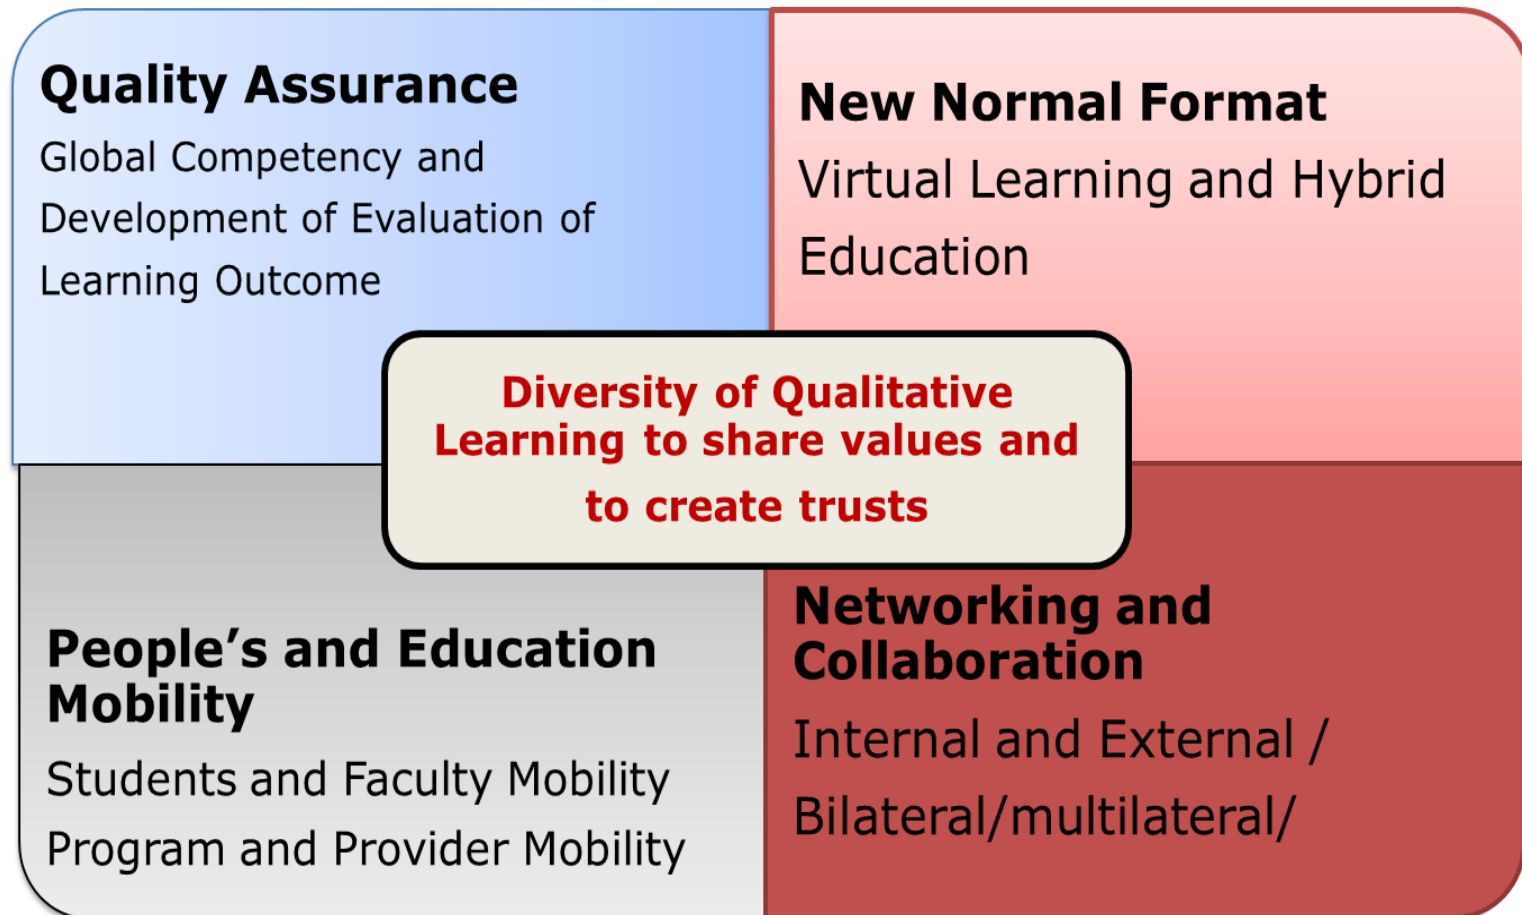 Quality Assurance
Global Competency and
Development of Evaluation of
Learning Outcome
New Normal Format
Virtual Learning and Hybrid
Education
Diversity of Qualitative
Learning to share values and
to create trusts
People’s and Education
Mobility
Students and Faculty Mobility
Program and Provider Mobility
Networking and
Collaboration
Internal and External /
Bilateral/multilateral/